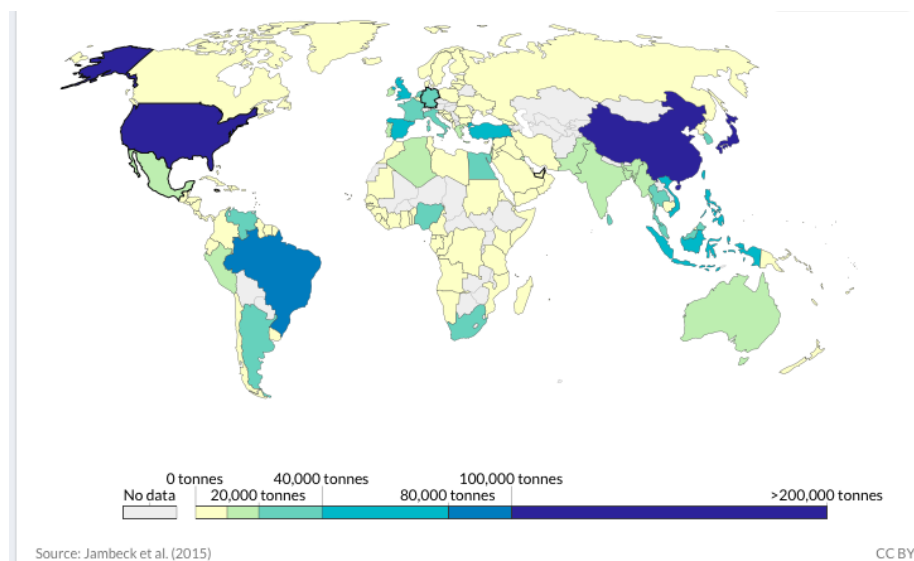 0 tonnes 40,000 tonnes 100,000 tonnes
No data 20,000 tonnes 80,000 tonnes >200,000 tonnes
Source: Jambeck et al. (2015) CC BY